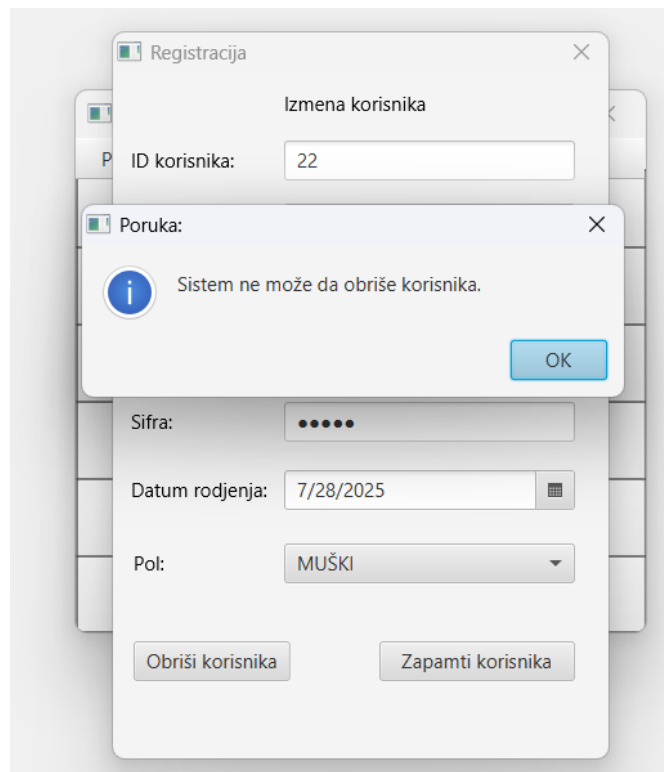 Registracija
Izmena korisnika
P
ID korisnika: 22
Poruka:
Sistem ne može da obriše korisnika.
OK
Sifra: •••••
Datum rodjenja: 7/28/2025
Pol: MUŠKI
Obriši korisnika Zapamti korisnika